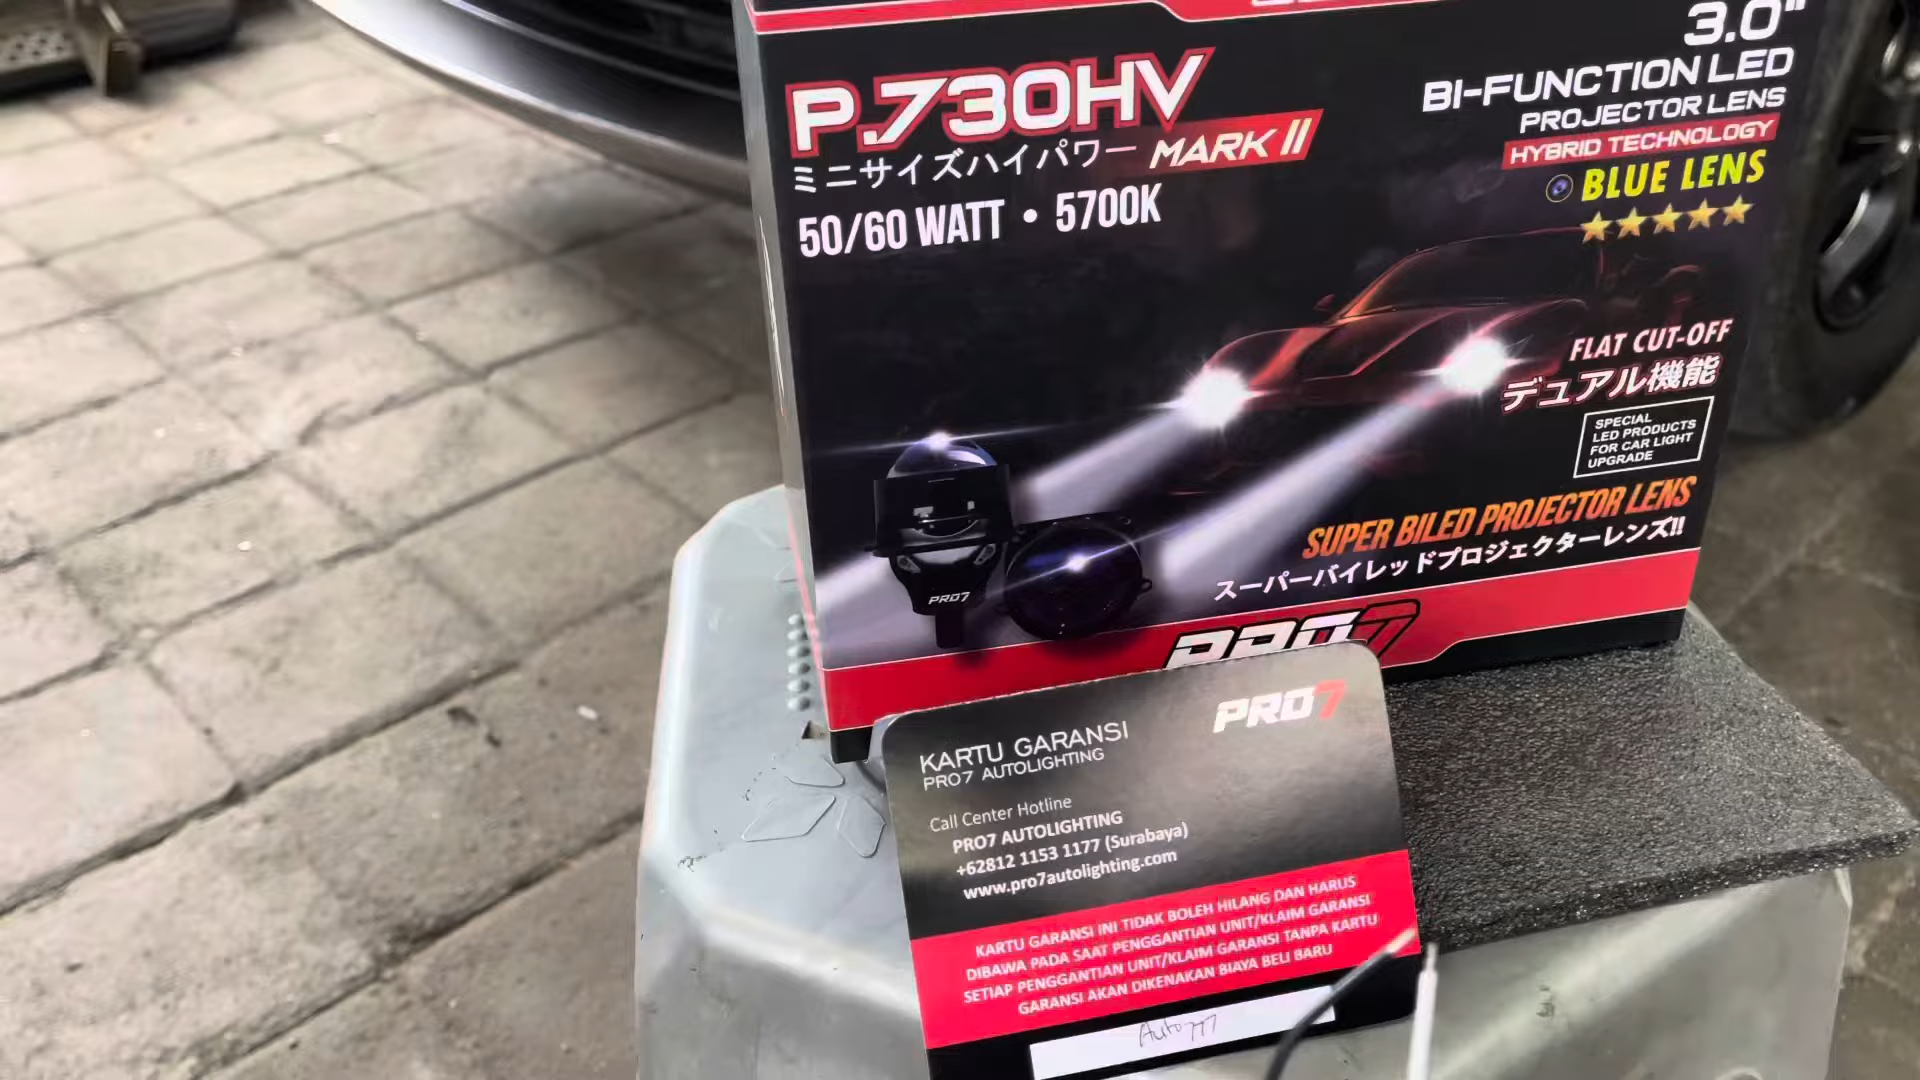 P.730HV
MARK II
ミニサイズハイパワー
50/60 WATT • 5700K
3.0"
BI-FUNCTION LED
PROJECTOR LENS
HYBRID TECHNOLOGY
BLUE LENS
FLAT CUT-OFF
デュアル機能
SPECIAL
LED PRODUCTS
FOR CAR LIGHT
UPGRADE
SUPER BILED PROJECTOR LENS
スーパーバイレッドプロジェクターレンズ!!
PRO7
PRO7
PRO7
KARTU GARANSI
PRO7 AUTOLIGHTING
Call Center Hotline
PRO7 AUTOLIGHTING
+62812 1153 1177 (Surabaya)
www.pro7autolighting.com
KARTU GARANSI INI TIDAK BOLEH HILANG DAN HARUS
DIBAWA PADA SAAT PENGGANTIAN UNIT/KLAIM GARANSI
SETIAP PENGGANTIAN UNIT/KLAIM GARANSI TANPA KARTU
GARANSI AKAN DIKENAKAN BIAYA BELI BARU